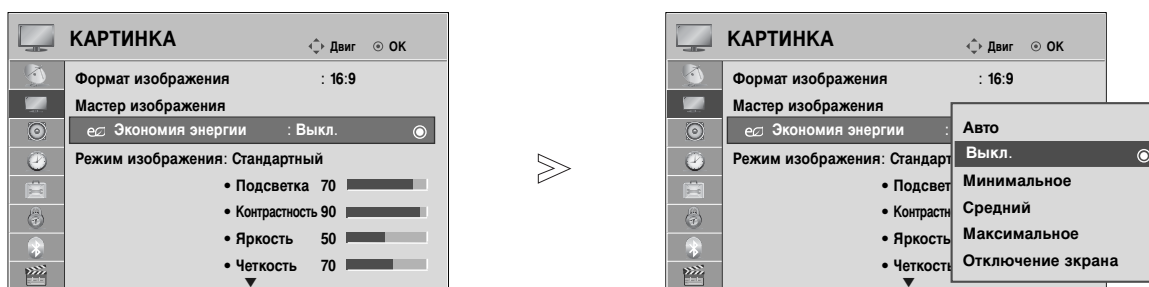 КАРТИНКА Двиг OK
Формат изображения : 16:9
Мастер изображения
Экономия энергии : Выкл.
Режим изображения: Стандартный
• Подсветка 70
• Контрастность 90
• Яркость 50
• Четкость 70
КАРТИНКА Двиг OK
Формат изображения : 16:9
Мастер изображения
Экономия энергии :
Режим изображения: Стандарт
• Подсвет
• Контрастн
• Яркость
• Четкость
Авто
Выкл.
Минимальное
Средний
Максимальное
Отключение зкрана